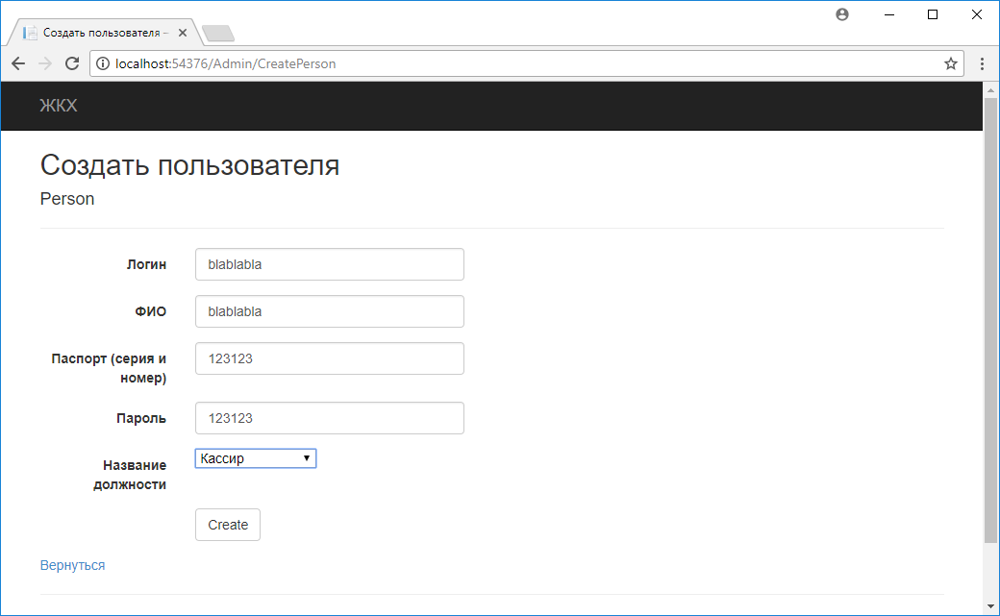 Создать пользователя –
localhost:54376/Admin/CreatePerson
ЖКХ
Создать пользователя
Person
Логин
blablabla
ФИО
blablabla
Паспорт (серия и
номер)
123123
Пароль
123123
Название
должности
Кассир
Create
Вернуться